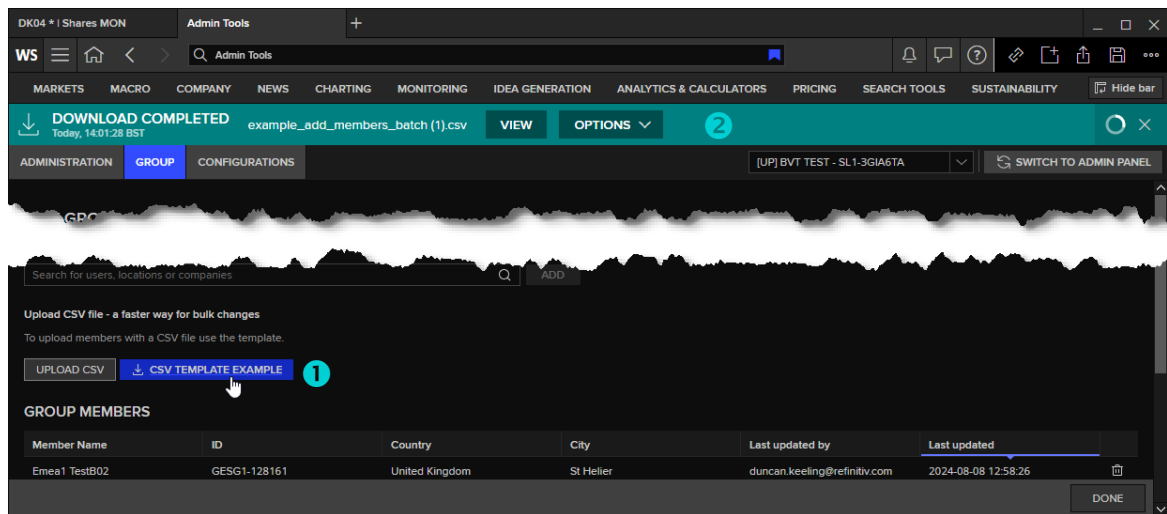 DK04 * | Shares MON Admin Tools
WS Admin Tools
MARKETS MACRO COMPANY NEWS CHARTING MONITORING IDEA GENERATION ANALYTICS & CALCULATORS PRICING SEARCH TOOLS SUSTAINABILITY Hide bar
DOWNLOAD COMPLETED example_add_members_batch (1).csv VIEW OPTIONS 2
Today, 14:01:28 BST
ADMINISTRATION GROUP CONFIGURATIONS [UP] BVT TEST - SL1-3GIA6TA SWITCH TO ADMIN PANEL
Search for users, locations or companies ADD
Upload CSV file - a faster way for bulk changes
To upload members with a CSV file use the template.
UPLOAD CSV CSV TEMPLATE EXAMPLE 1
GROUP MEMBERS
Member Name ID Country City Last updated by Last updated
Emea1 TestB02 GESG1-128161 United Kingdom St Helier duncan.keeling@refinitiv.com 2024-08-08 12:58:26
DONE